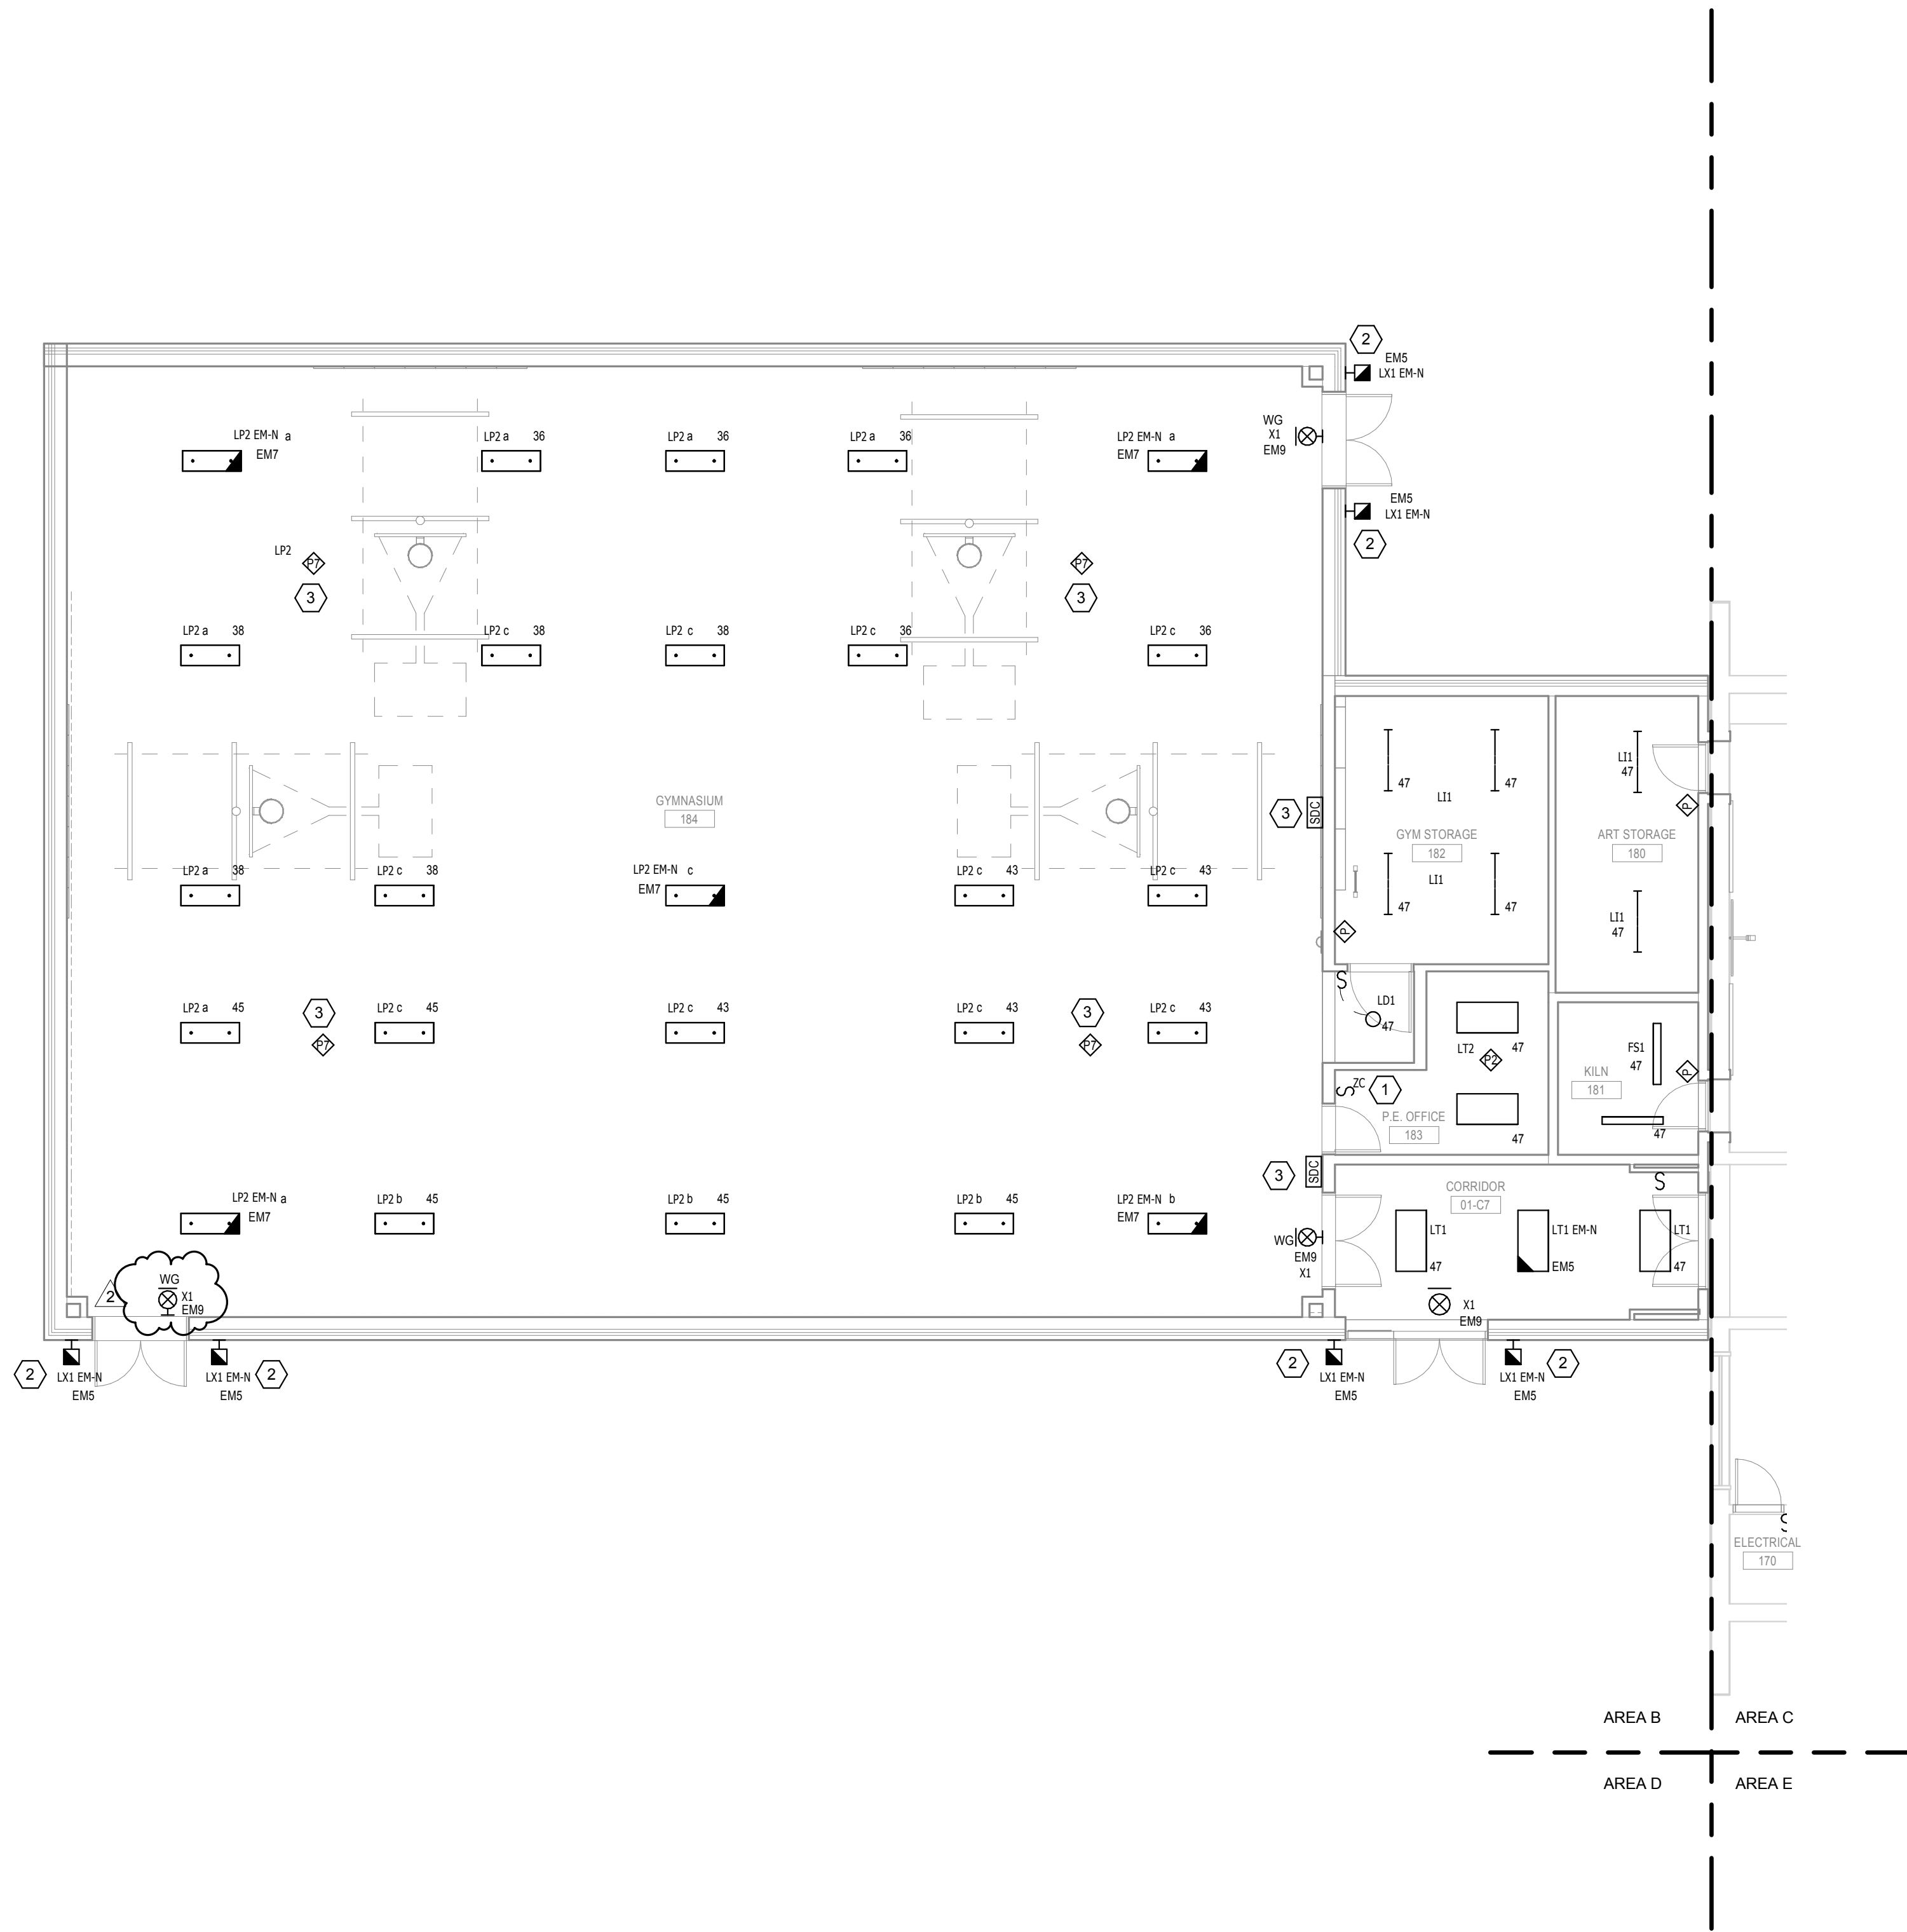 2
EM5
LX1 EM-N
WG
X1
EM9
LP2 EM-N a
EM7
LP2 a 36
LP2 a 36
LP2 a 36
LP2 EM-N a
EM7
EM5
LX1 EM-N
2
LP2
P7
3
P7
3
LP2 a 38
LP2 c 38
LP2 c 38
LP2 c 36
LP2 c 36
47
47
LI1
LI1
47
P
GYMNASIUM
184
3
SDC
GYM STORAGE
182
ART STORAGE
180
LP2 a 38
LP2 c 38
LP2 EM-N c
EM7
LP2 c 43
LP2 c 43
LI1
47
47
LI1
47
P
S
LD1
47
LP2 a 45
3
P7
LP2 c 45
LP2 c 43
LP2 c 43
3
P7
LP2 c 43
LT2
P2
47
FS1
47
KILN
181
P
S
ZC
1
P.E. OFFICE
183
47
47
3
SDC
CORRIDOR
01-C7
S
LP2 EM-N a
EM7
LP2 b 45
LP2 b 45
LP2 b 45
LP2 EM-N b
EM7
WG
EM9
X1
LT1
47
LT1 EM-N
EM5
LT1
47
2
WG
X1
EM9
X1
EM9
2
LX1 EM-N
EM5
LX1 EM-N
EM5
2
2
LX1 EM-N
EM5
LX1 EM-N
EM5
2
S
ELECTRICAL
170
AREA B
AREA C
AREA D
AREA E